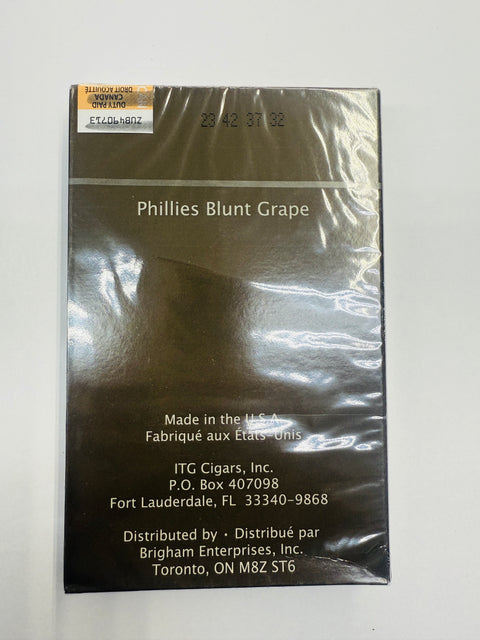 DROIT ACQUITTÉ
CANADA
DUTY PAID
ZUB490713
23 42 37 32
Phillies Blunt Grape
Made in the U.S.A.
Fabriqué aux États-Unis
ITG Cigars, Inc.
P.O. Box 407098
Fort Lauderdale, FL 33340-9868
Distributed by · Distribué par
Brigham Enterprises, Inc.
Toronto, ON M8Z ST6